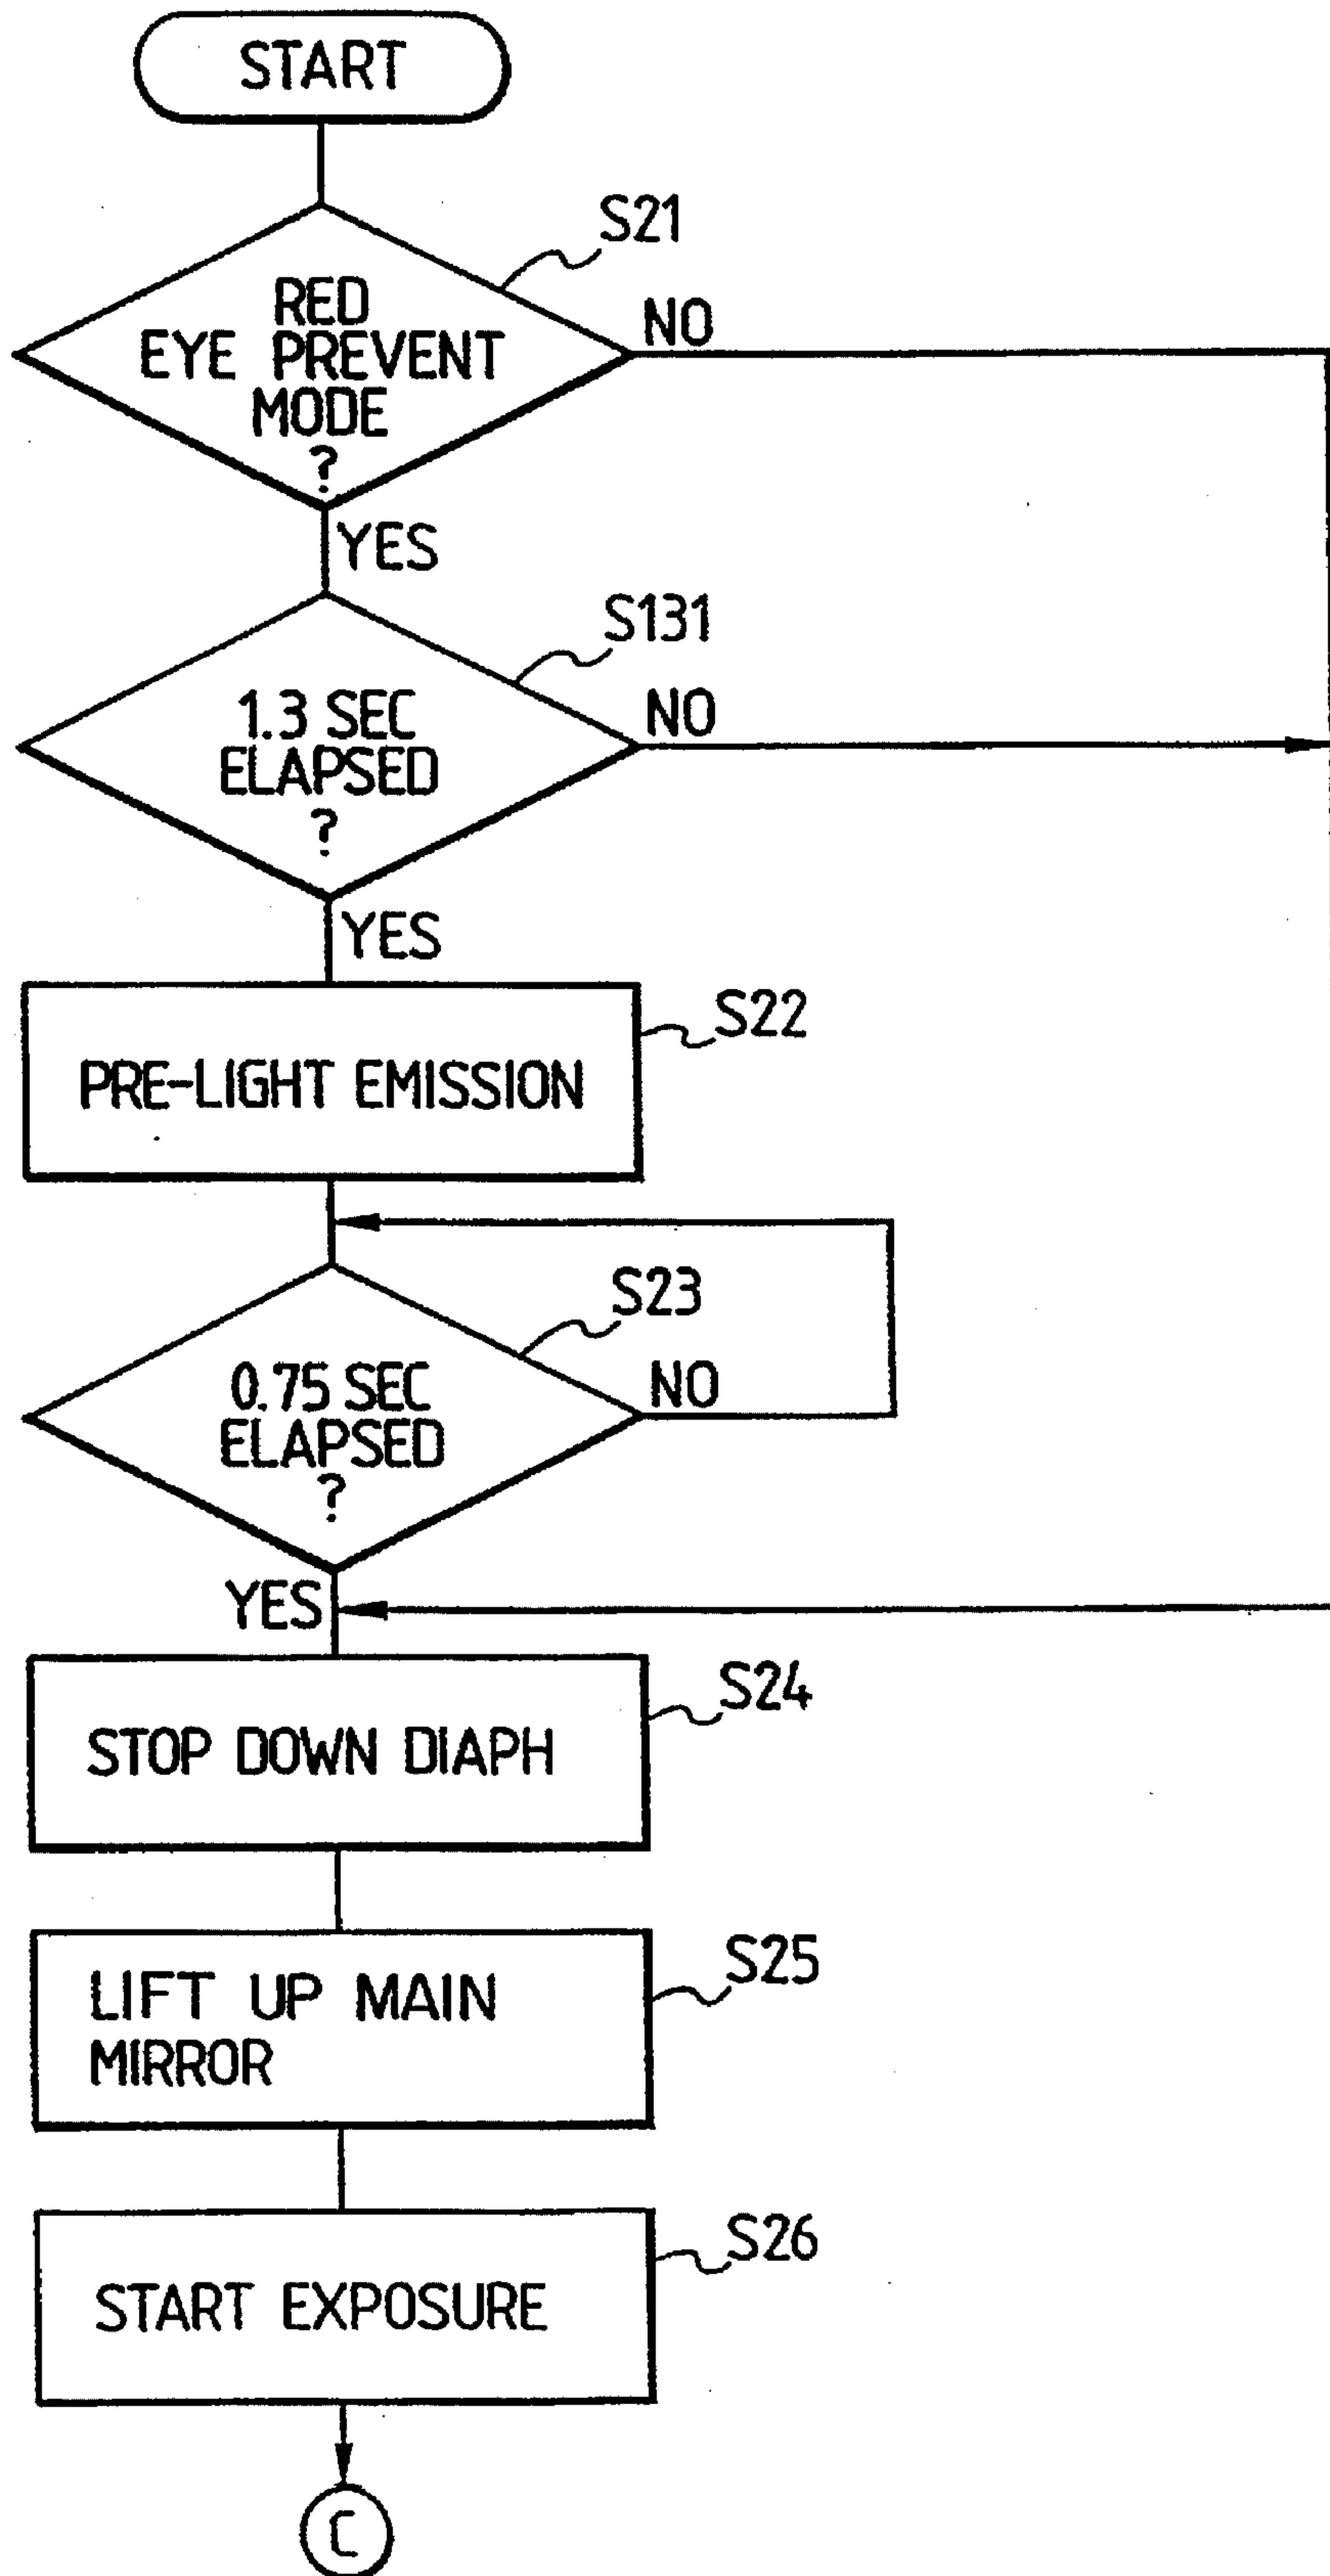 START
S21
RED
EYE PREVENT
MODE
?
NO
YES
S131
1.3 SEC
ELAPSED
?
NO
YES
S22
PRE-LIGHT EMISSION
S23
0.75 SEC
ELAPSED
?
NO
YES
S24
STOP DOWN DIAPH
S25
LIFT UP MAIN
MIRROR
S26
START EXPOSURE
C